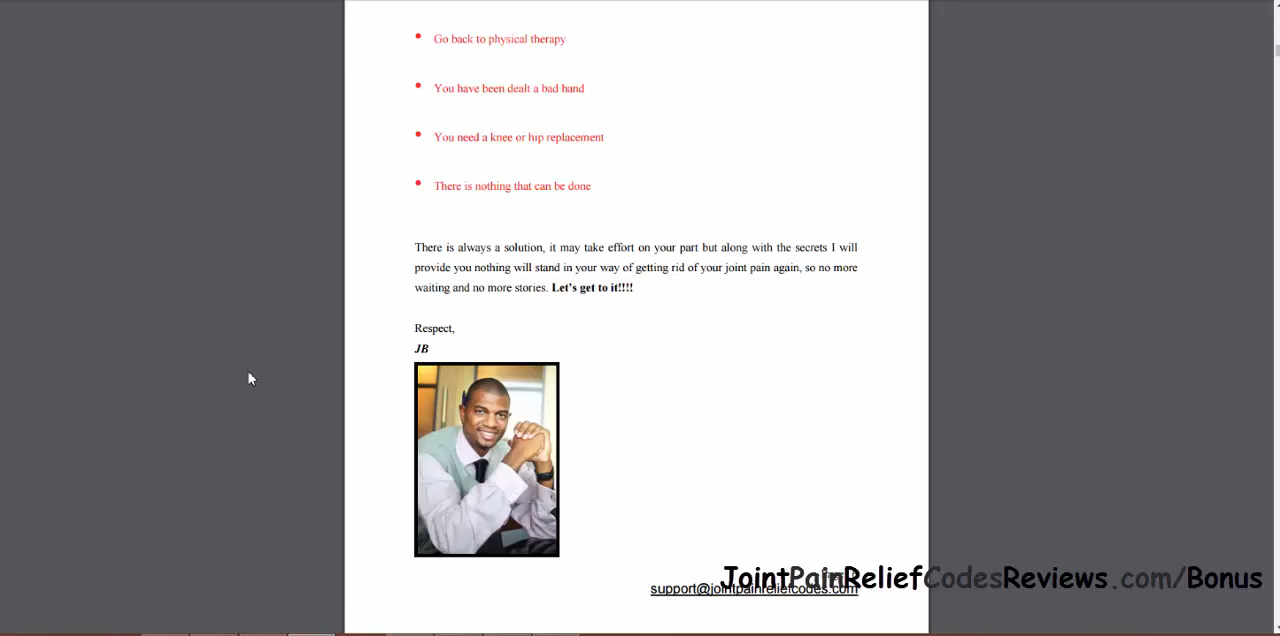 Go back to physical therapy
You have been dealt a bad hand
You need a knee or hip replacement
There is nothing that can be done
There is always a solution, it may take effort on your part but along with the secrets I will
provide you nothing will stand in your way of getting rid of your joint pain again, so no more
waiting and no more stories. Let's get to it!!!!
Respect,
JB
JointPainReliefCodesReviews.com/Bonus
support@jointpainreliefcodes.com